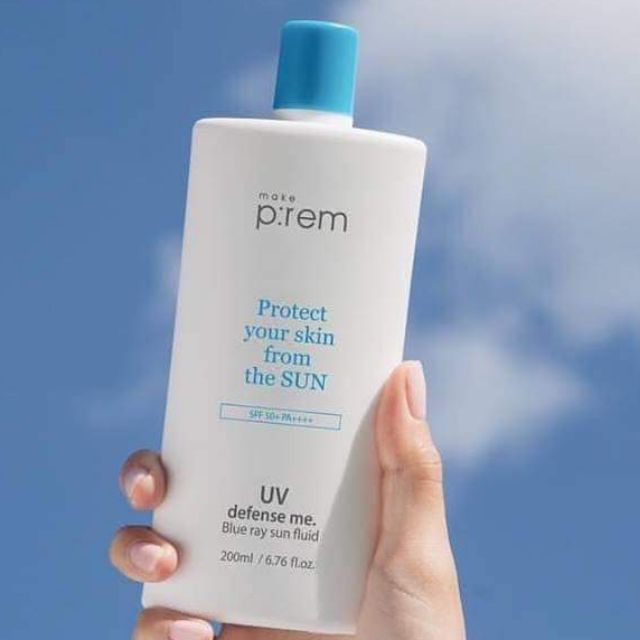 make
p:rem
Protect
your skin
from
the SUN
SPF 50+ PA++++
UV
defense me.
Blue ray sun fluid
200ml / 6.76 fl.oz.